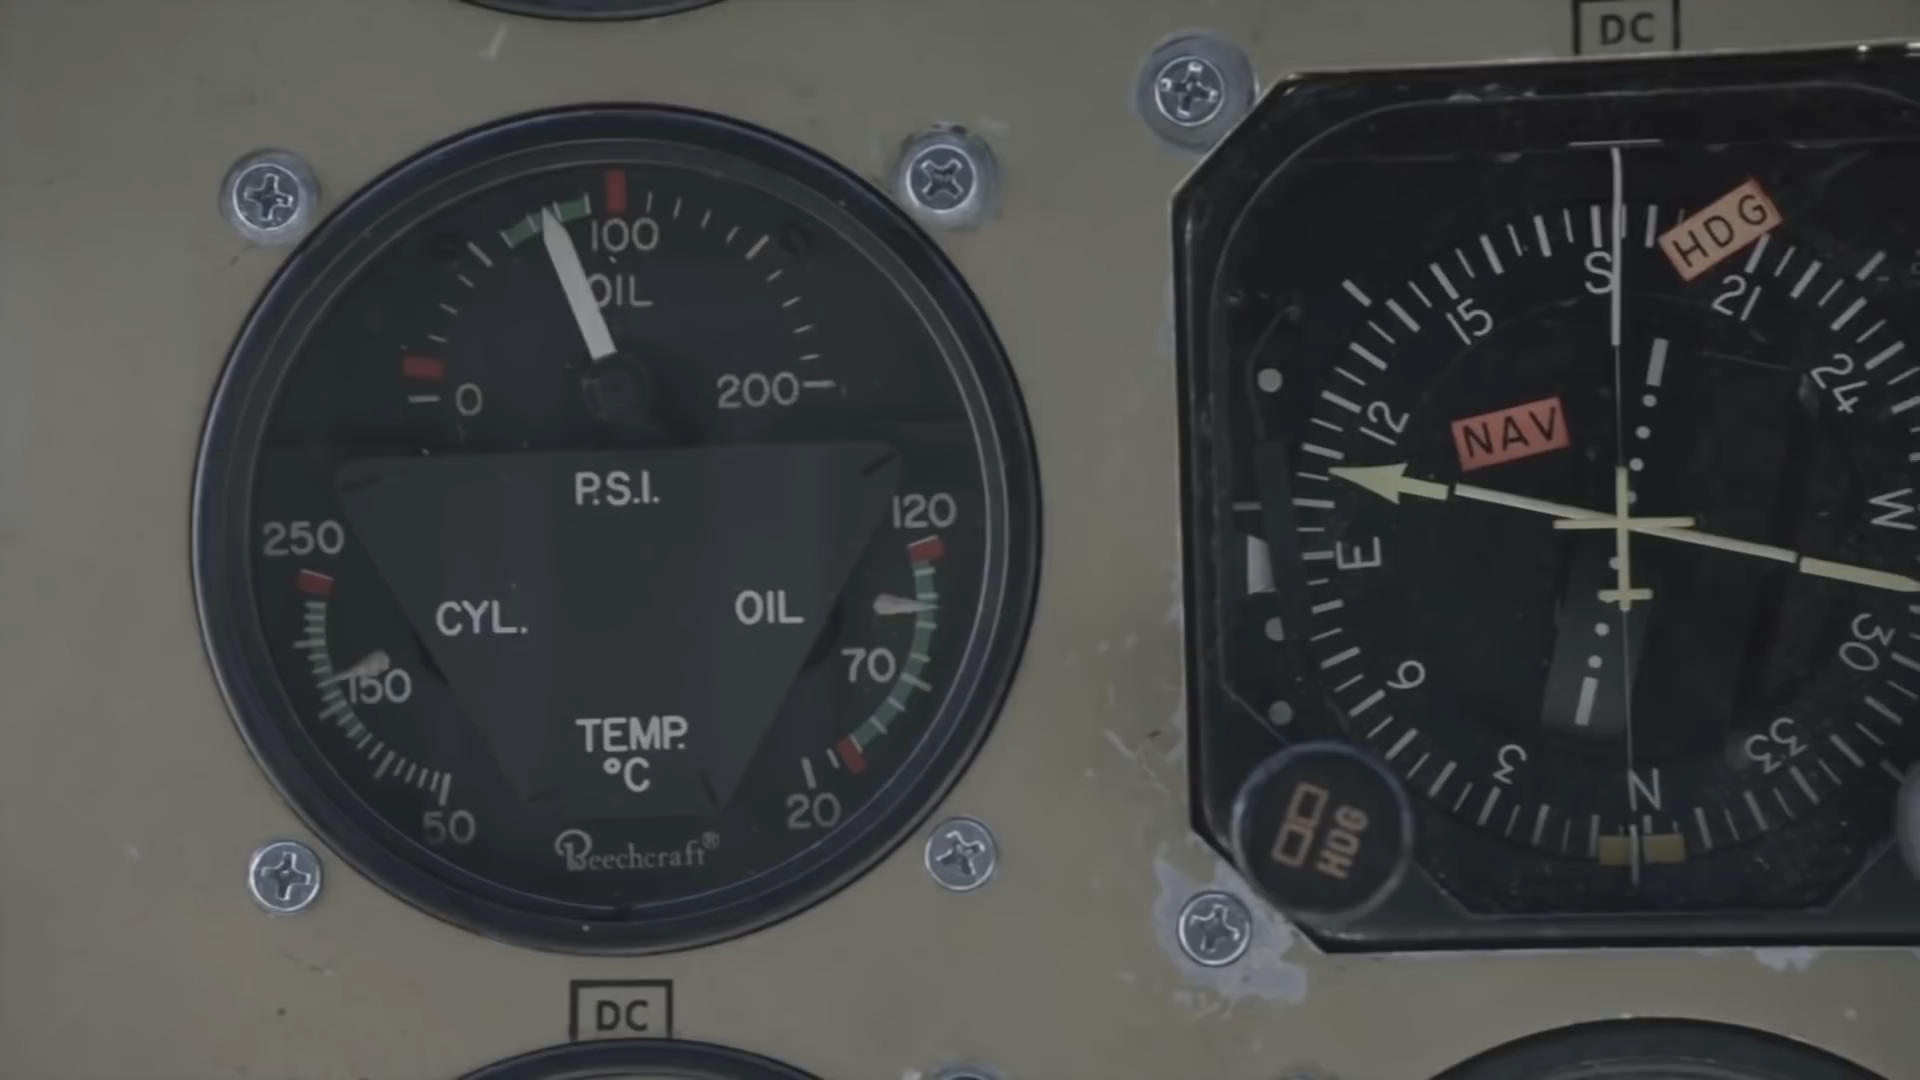 DC
100
OIL
0
200
P.S.I.
250
120
CYL.
OIL
150
70
TEMP.
°C
50
20
Beechcraft®
DC
HDG
S
21
15
24
12
NAV
W
E
30
6
33
3
N
HDG